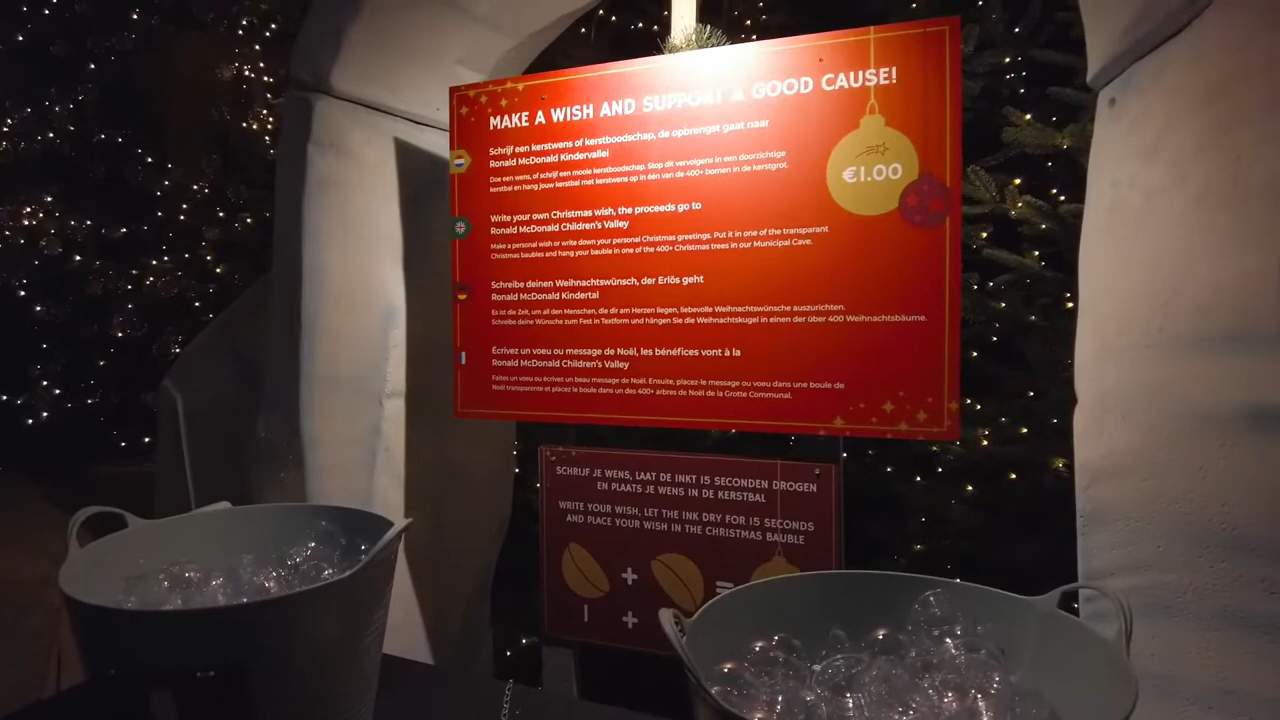 MAKE A WISH AND SUPPORT A GOOD CAUSE!
€1.00
Schrijf een kerstwens of kerstboodschap, de opbrengst gaat naar
Ronald McDonald Kindervallei
Doe een wens, of schrijf een mooie kerstboodschap. Stop dit vervolgens in een doorzichtige
kerstbal en hang jouw kerstbal met kerstwens op in één van de 400+ bomen in de kerstgrot.
Write your own Christmas wish, the proceeds go to
Ronald McDonald Children's Valley
Make a personal wish or write down your personal Christmas greetings. Put it in one of the transparant
Christmas baubles and hang your bauble in one of the 400+ Christmas trees in our Municipal Cave.
Schreibe deinen Weihnachtswünsch, der Erlös geht
Ronald McDonald Kindertal
Es ist die Zeit, um all den Menschen, die dir am Herzen liegen, liebevolle Weihnachtswünsche auszurichten.
Schreibe deine Wünsche zum Fest in Textform und hängen Sie die Weihnachtskugel in einen der über 400 Weihnachtsbäume.
Écrivez un voeu ou message de Noël, les bénéfices vont à la
Ronald McDonald Children's Valley
Faites un voeu ou écrivez un beau message de Noël. Ensuite, placez-le message ou voeu dans une boule de
Noël transparente et placez le boule dans un des 400+ arbres de Noël de la Grotte Communal.
SCHRIJF JE WENS, LAAT DE INKT 15 SECONDEN DROGEN
EN PLAATS JE WENS IN DE KERSTBAL
WRITE YOUR WISH, LET THE INK DRY FOR 15 SECONDS
AND PLACE YOUR WISH IN THE CHRISTMAS BAUBLE
+ =
1 +